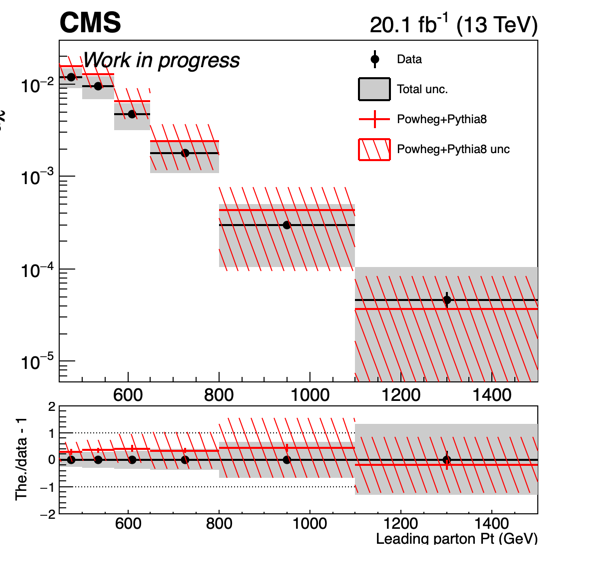 CMS 20.1 fb⁻¹ (13 TeV)
Work in progress
Data
Total unc.
Powheg+Pythia8
Powheg+Pythia8 unc
10⁻²
10⁻³
10⁻⁴
10⁻⁵
600 800 1000 1200 1400
The./data - 1
2
1
0
−1
−2
600 800 1000 1200 1400
Leading parton Pt (GeV)